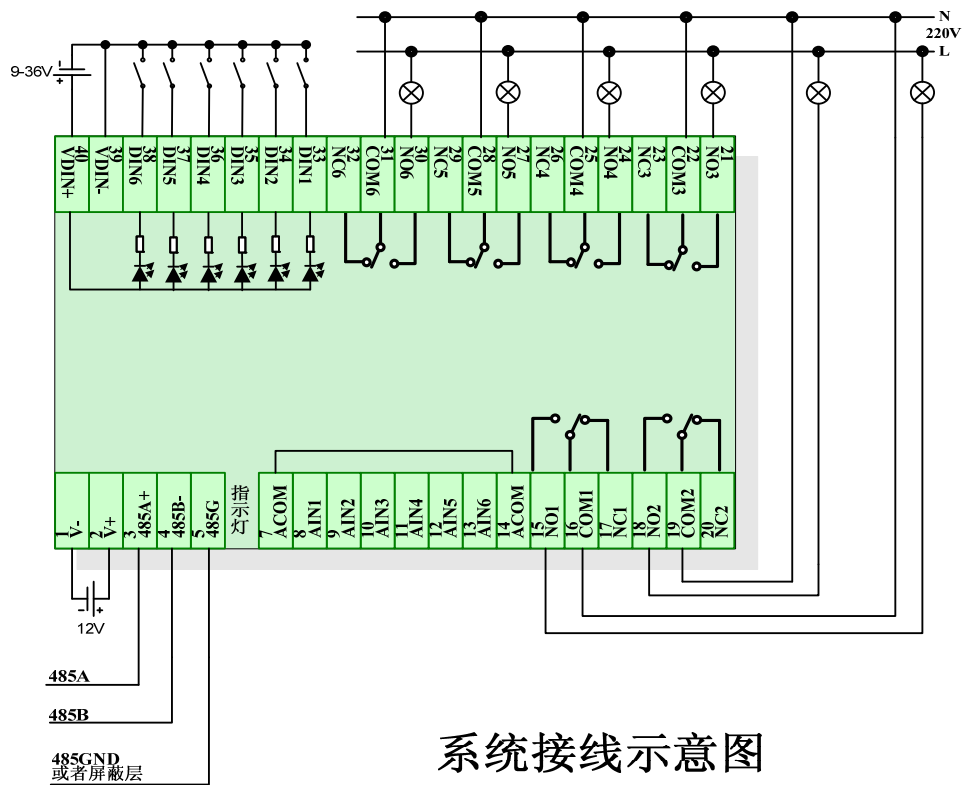 N
220V
L
9-36V
40 VDIN+
39 VDIN-
38 DIN6
37 DIN5
36 DIN4
35 DIN3
34 DIN2
33 DIN1
32 NC6
31 COM6
30 NO6
29 NC5
28 COM5
27 NO5
26 NC4
25 COM4
24 NO4
23 NC3
22 COM3
21 NO3
1 V-
2 V+
3 485A+
4 485B-
5 485G
指示灯
7 ACOM
8 AIN1
9 AIN2
10 AIN3
11 AIN4
12 AIN5
13 AIN6
14 ACOM
15 NO1
16 COM1
17 NC1
18 NO2
19 COM2
20 NC2
12V
485A
485B
485GND
或者屏蔽层
系统接线示意图